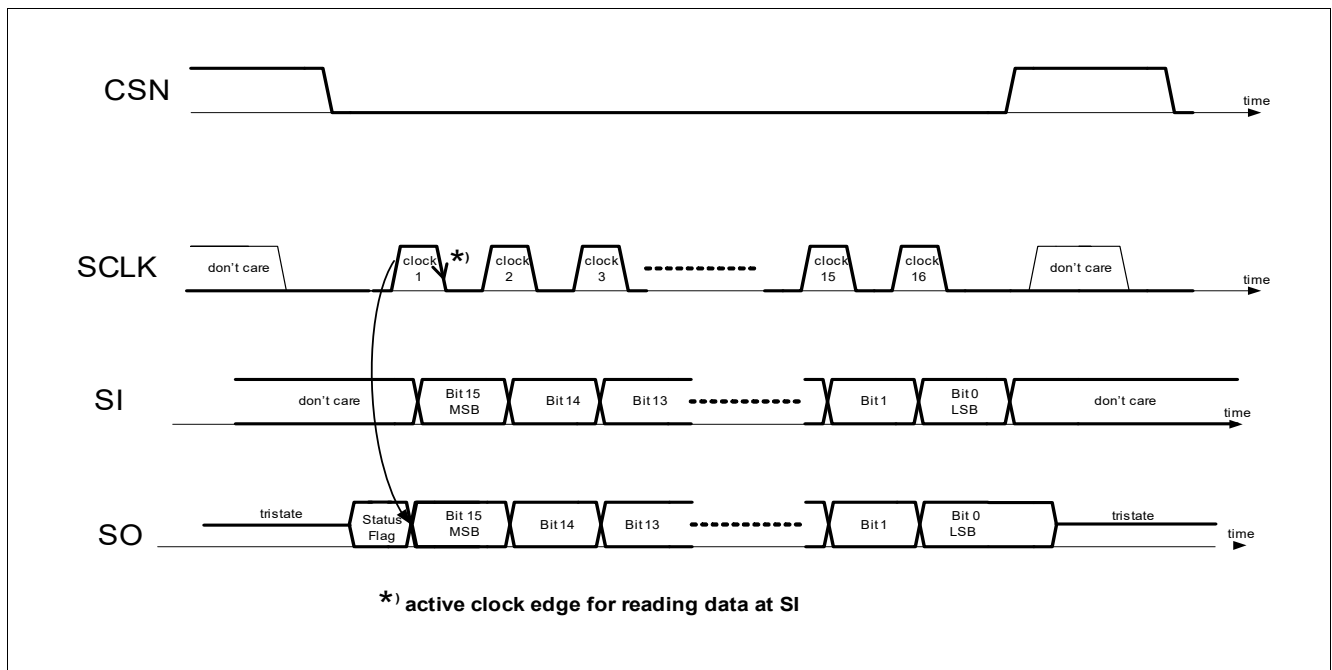 CSN
time
SCLK
don't care
clock
1
*)
clock
2
clock
3
clock
15
clock
16
don't care
time
SI
don't care
Bit 15
MSB
Bit 14
Bit 13
Bit 1
Bit 0
LSB
don't care
time
SO
tristate
Status
Flag
Bit 15
MSB
Bit 14
Bit 13
Bit 1
Bit 0
LSB
tristate
time
*) active clock edge for reading data at SI